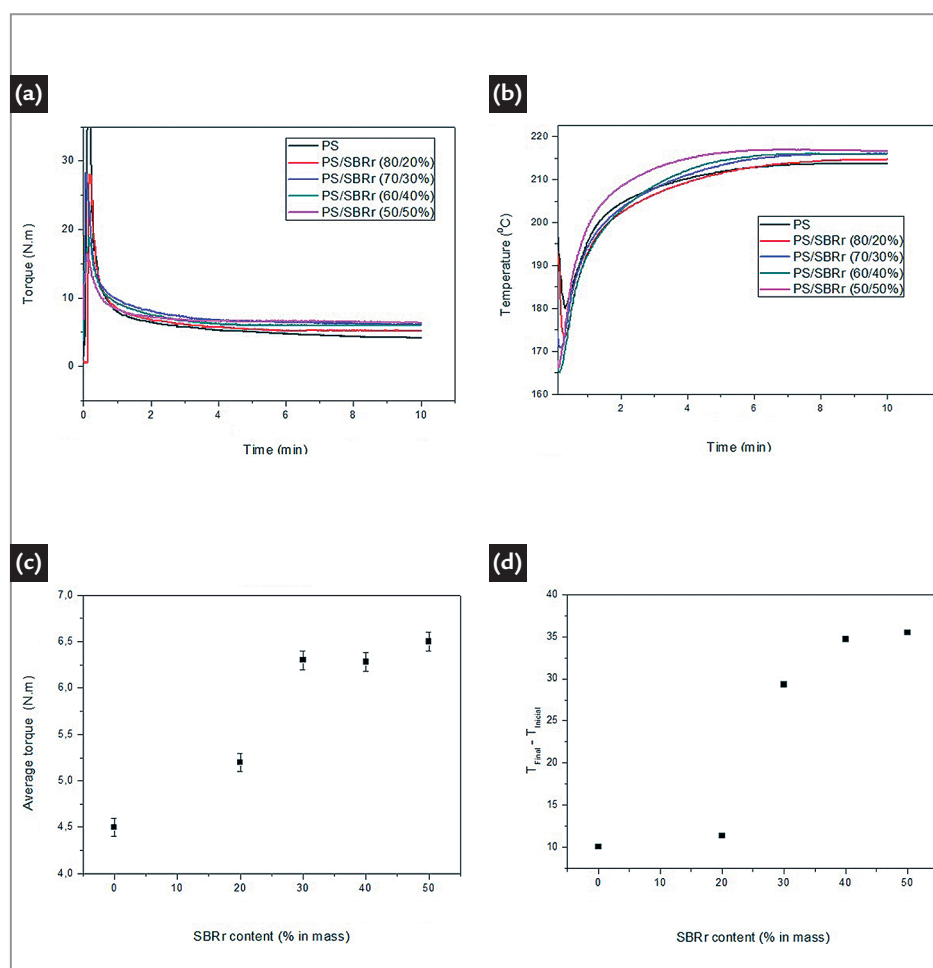 (a)
30
20
10
0
Torque (N.m)
PS
PS/SBRr (80/20%)
PS/SBRr (70/30%)
PS/SBRr (60/40%)
PS/SBRr (50/50%)
0 2 4 6 8 10
Time (min)
(b)
220
210
200
190
180
170
160
Temperature (⁰C)
PS
PS/SBRr (80/20%)
PS/SBRr (70/30%)
PS/SBRr (60/40%)
PS/SBRr (50/50%)
2 4 6 8 10
Time (min)
(c)
7,0
6,5
6,0
5,5
5,0
4,5
4,0
Average torque (N.m)
0 10 20 30 40 50
SBRr content (% in mass)
(d)
40
35
30
25
20
15
10
T Final - T Inicial
0 10 20 30 40 50
SBRr content (% in mass)